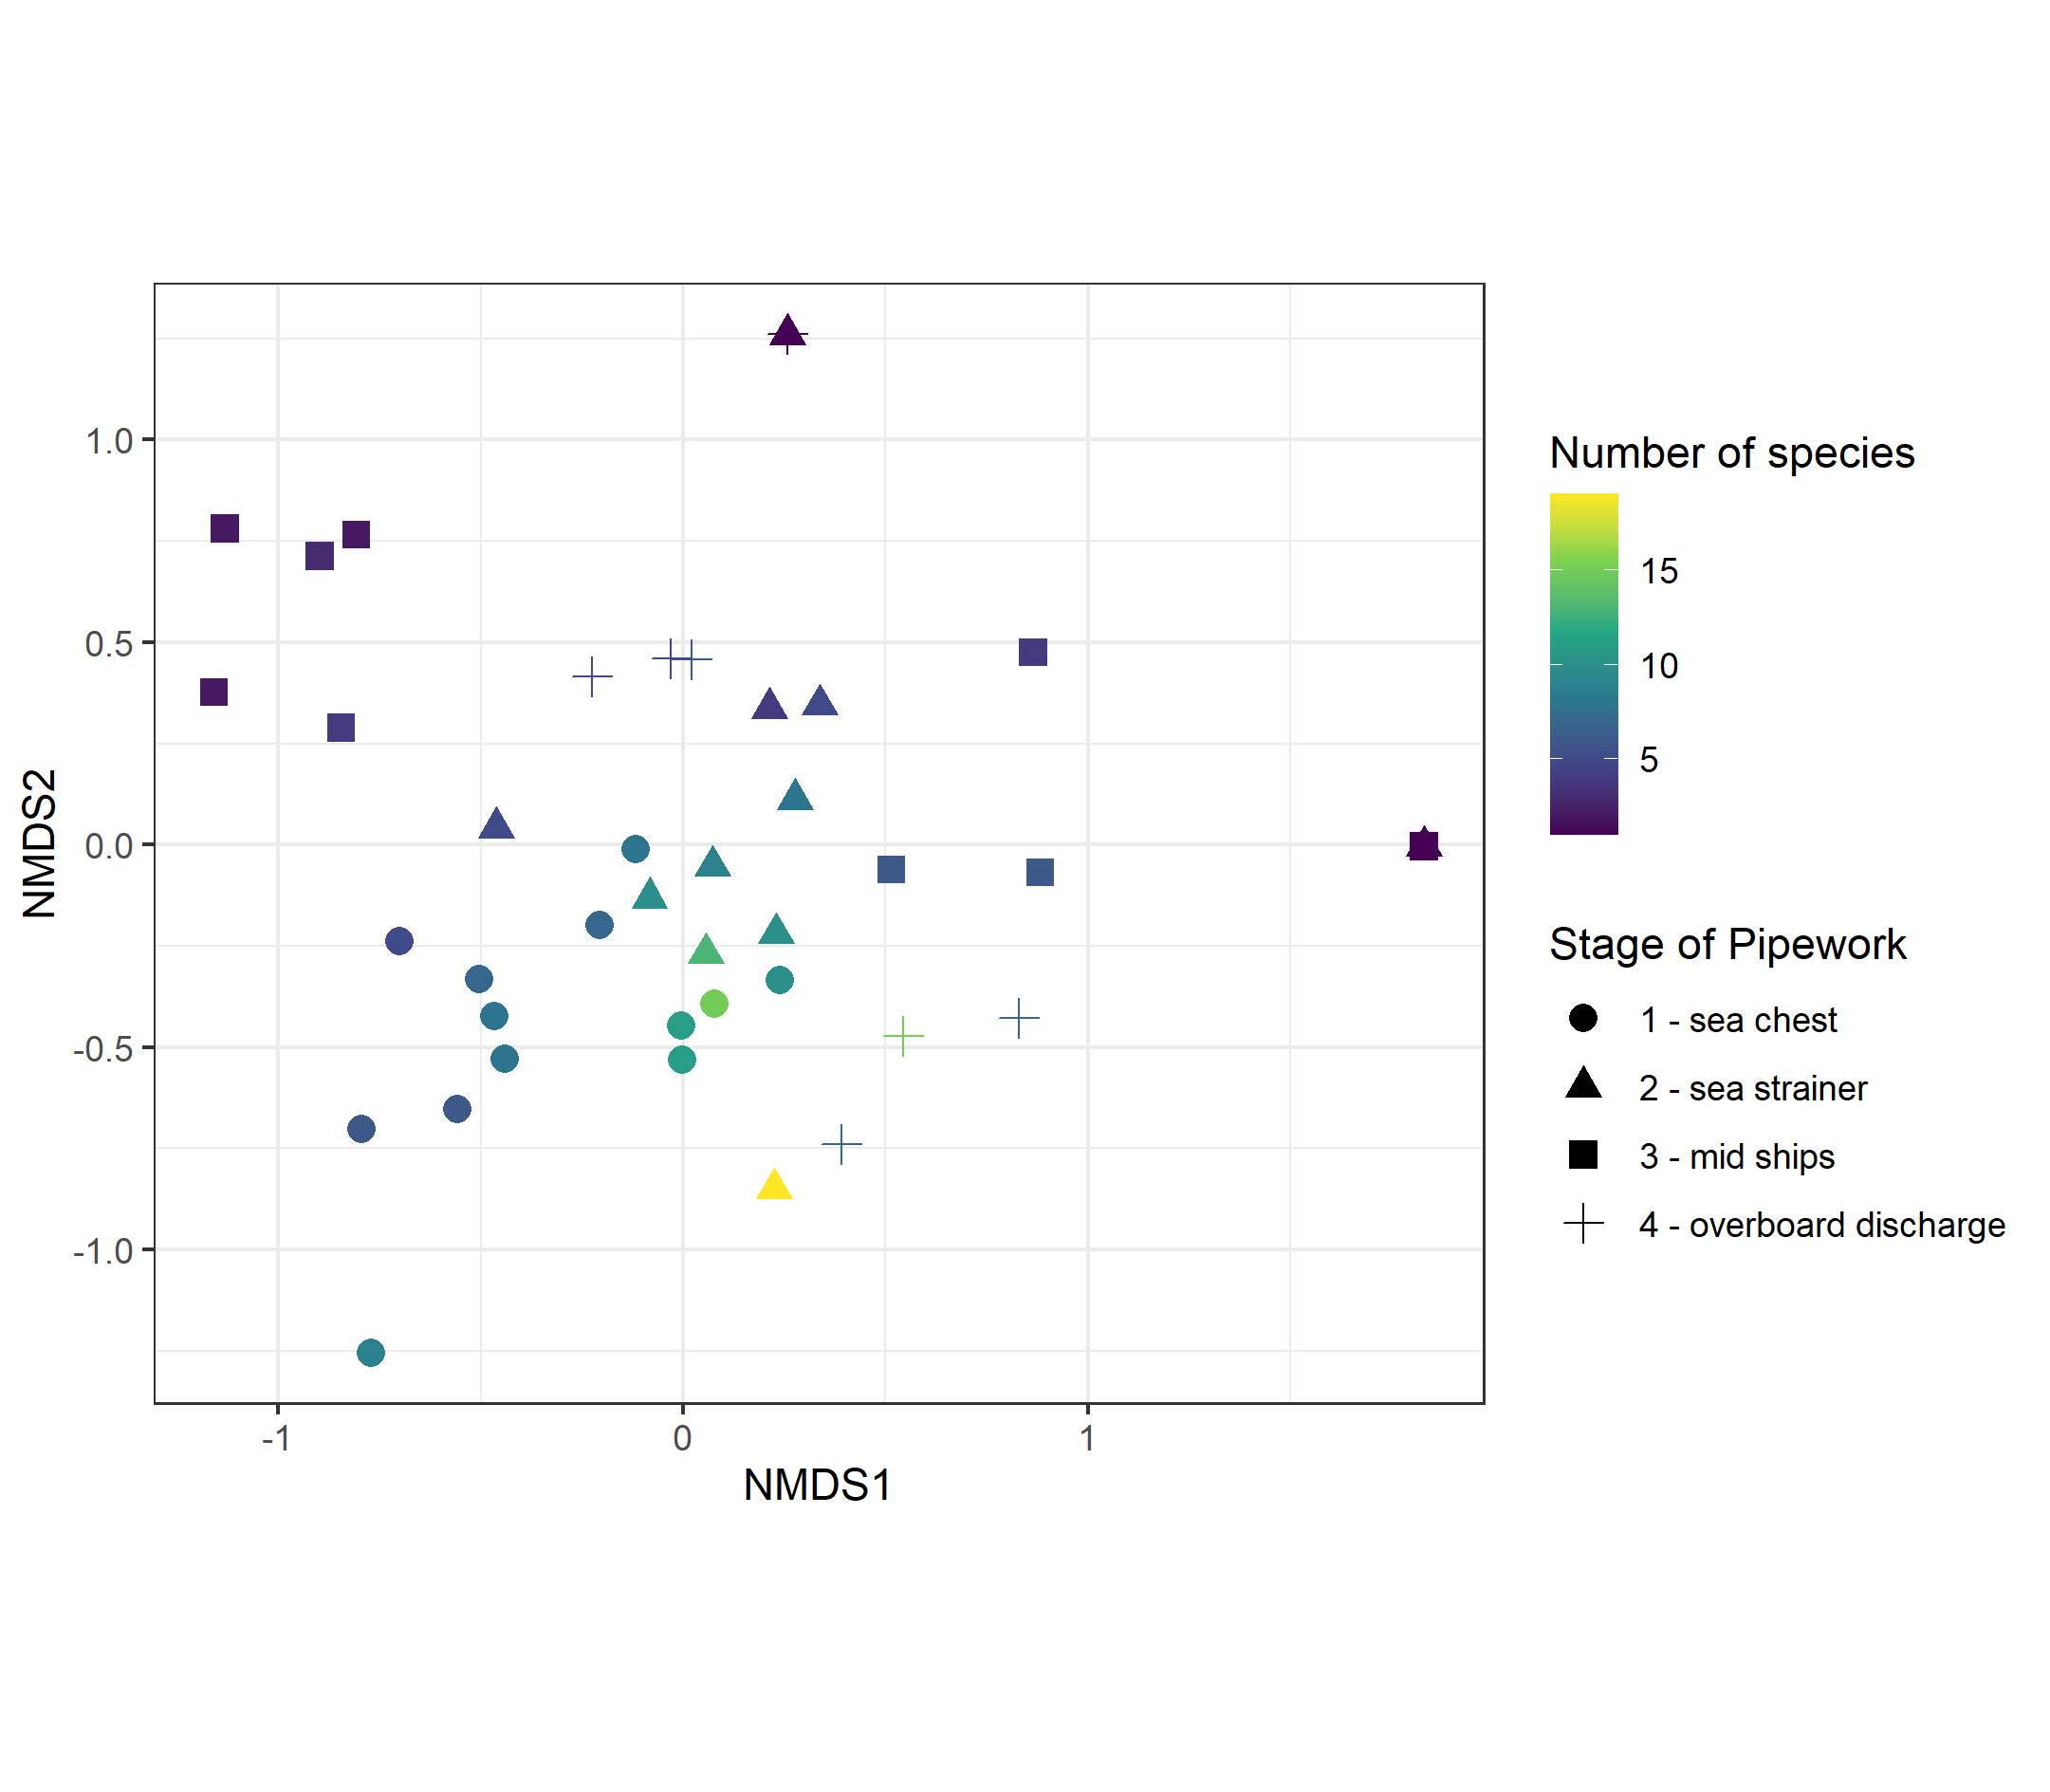 1.0
0.5
0.0
-0.5
-1.0
NMDS2
-1
0
1
NMDS1
Number of species
15
10
5
Stage of Pipework
1 - sea chest
2 - sea strainer
3 - mid ships
4 - overboard discharge